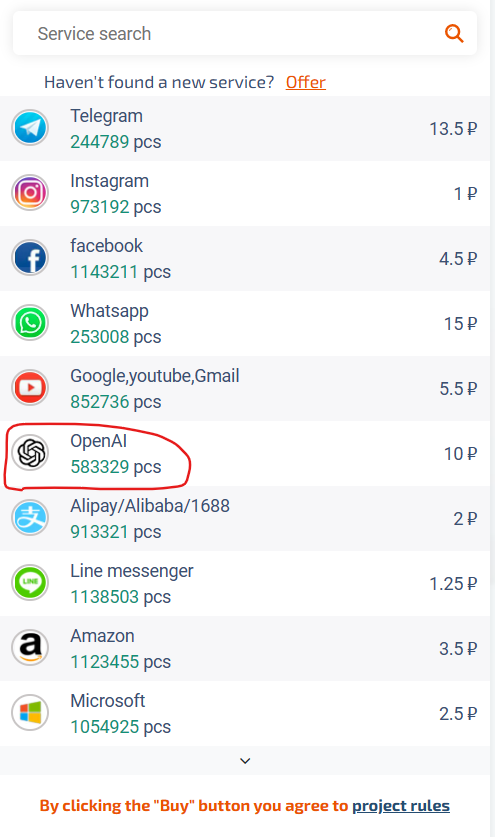 Service search
Haven't found a new service? Offer
Telegram
244789 pcs
13.5 ₽
Instagram
973192 pcs
1 ₽
facebook
1143211 pcs
4.5 ₽
Whatsapp
253008 pcs
15 ₽
Google,youtube,Gmail
852736 pcs
5.5 ₽
OpenAI
583329 pcs
10 ₽
Alipay/Alibaba/1688
913321 pcs
2 ₽
LINE
Line messenger
1138503 pcs
1.25 ₽
Amazon
1123455 pcs
3.5 ₽
Microsoft
1054925 pcs
2.5 ₽
By clicking the "Buy" button you agree to project rules